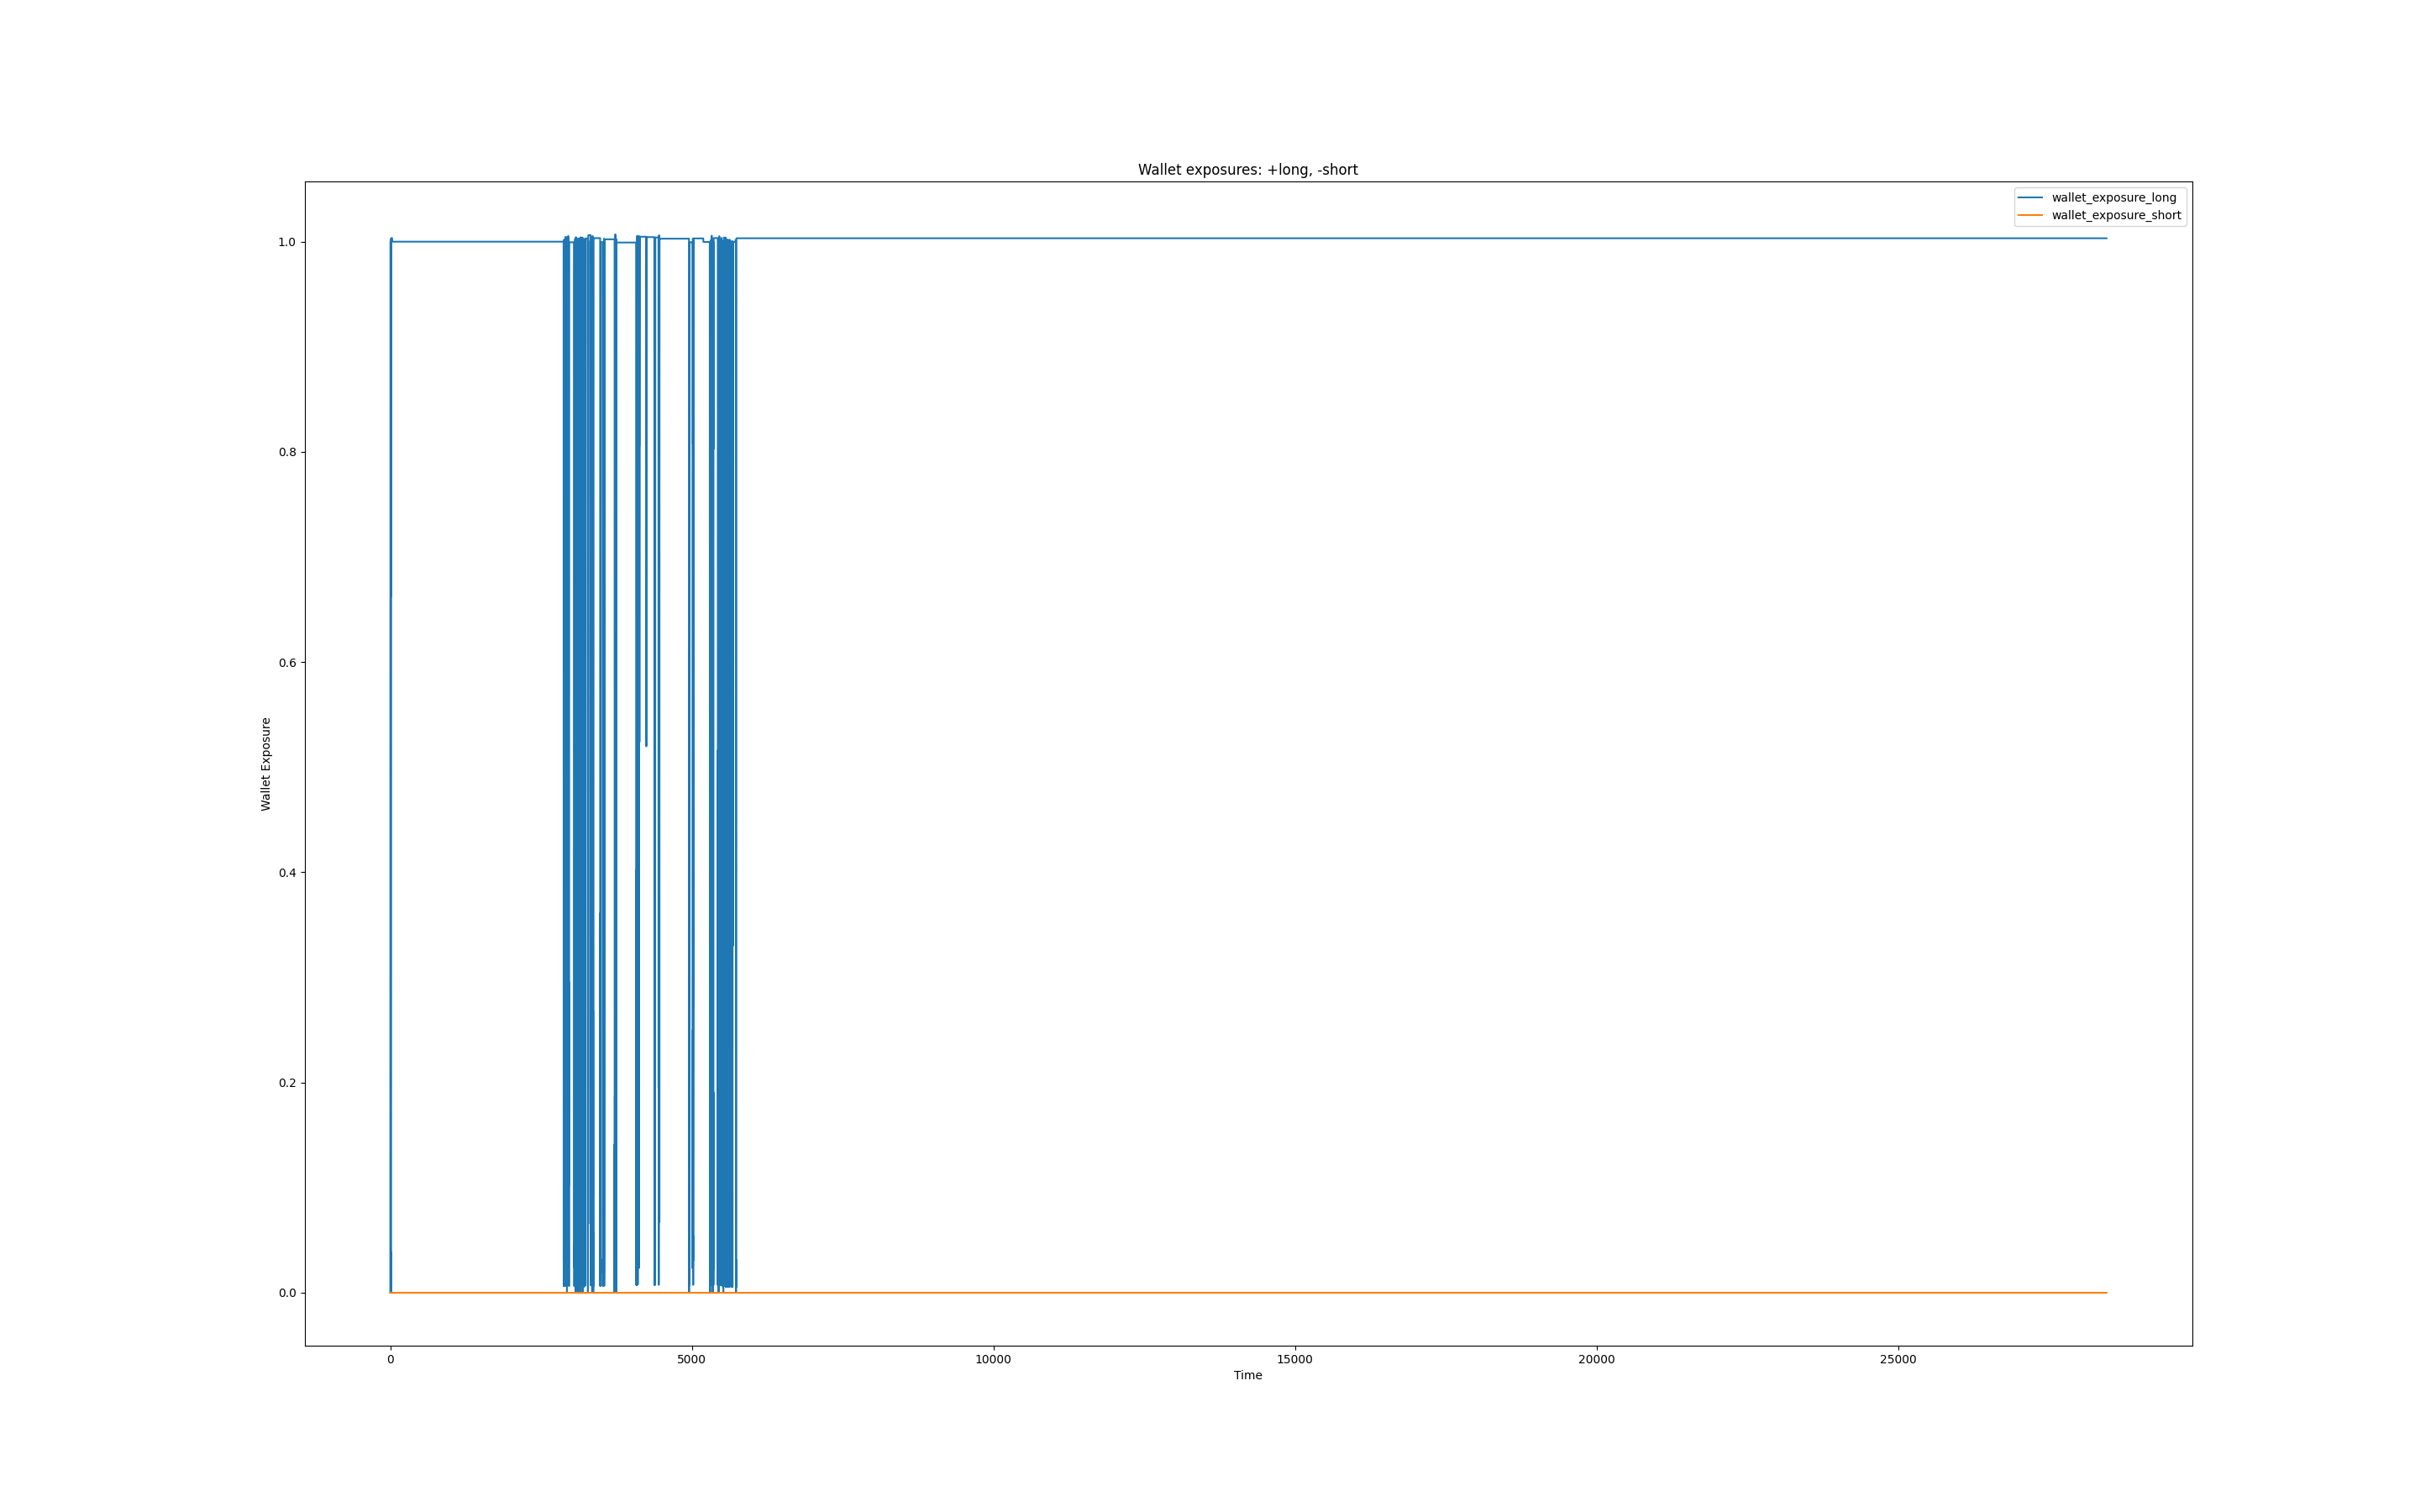 Wallet exposures: +long, -short
wallet_exposure_long
wallet_exposure_short
1.0
0.8
0.6
0.4
0.2
0.0
Wallet Exposure
0 5000 10000 15000 20000 25000
Time